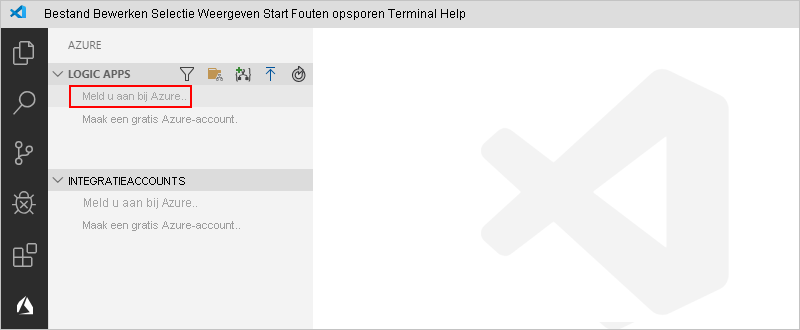 Bestand Bewerken Selectie Weergeven Start Fouten opsporen Terminal Help
AZURE
LOGIC APPS
Meld u aan bij Azure..
Maak een gratis Azure-account.
INTEGRATIEACCOUNTS
Meld u aan bij Azure..
Maak een gratis Azure-account..